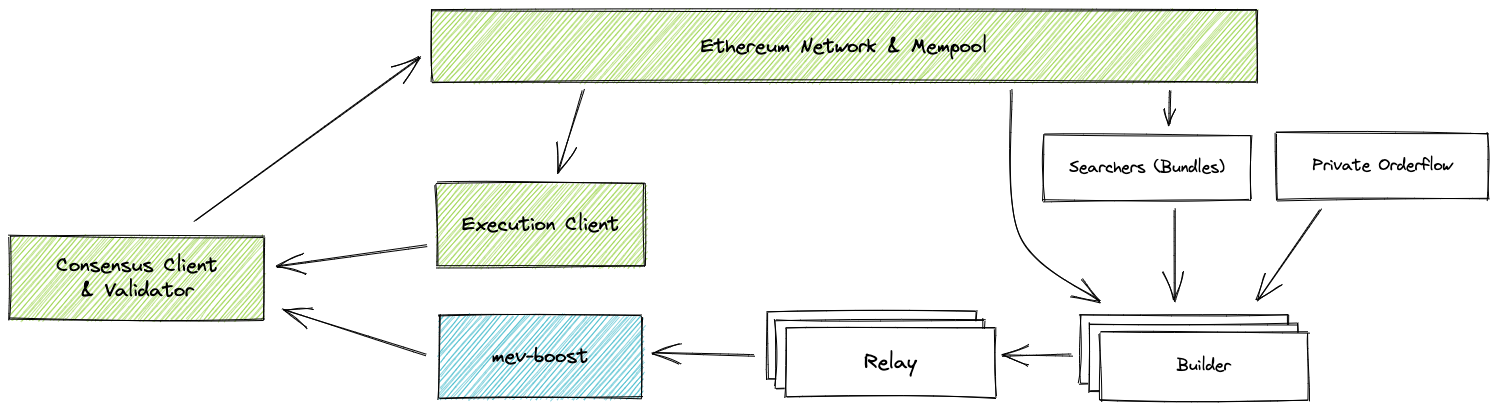 Ethereum Network & Mempool
Searchers (Bundles)
Private Orderflow
Execution Client
Consensus Client
& Validator
mev-boost
Relay
Builder